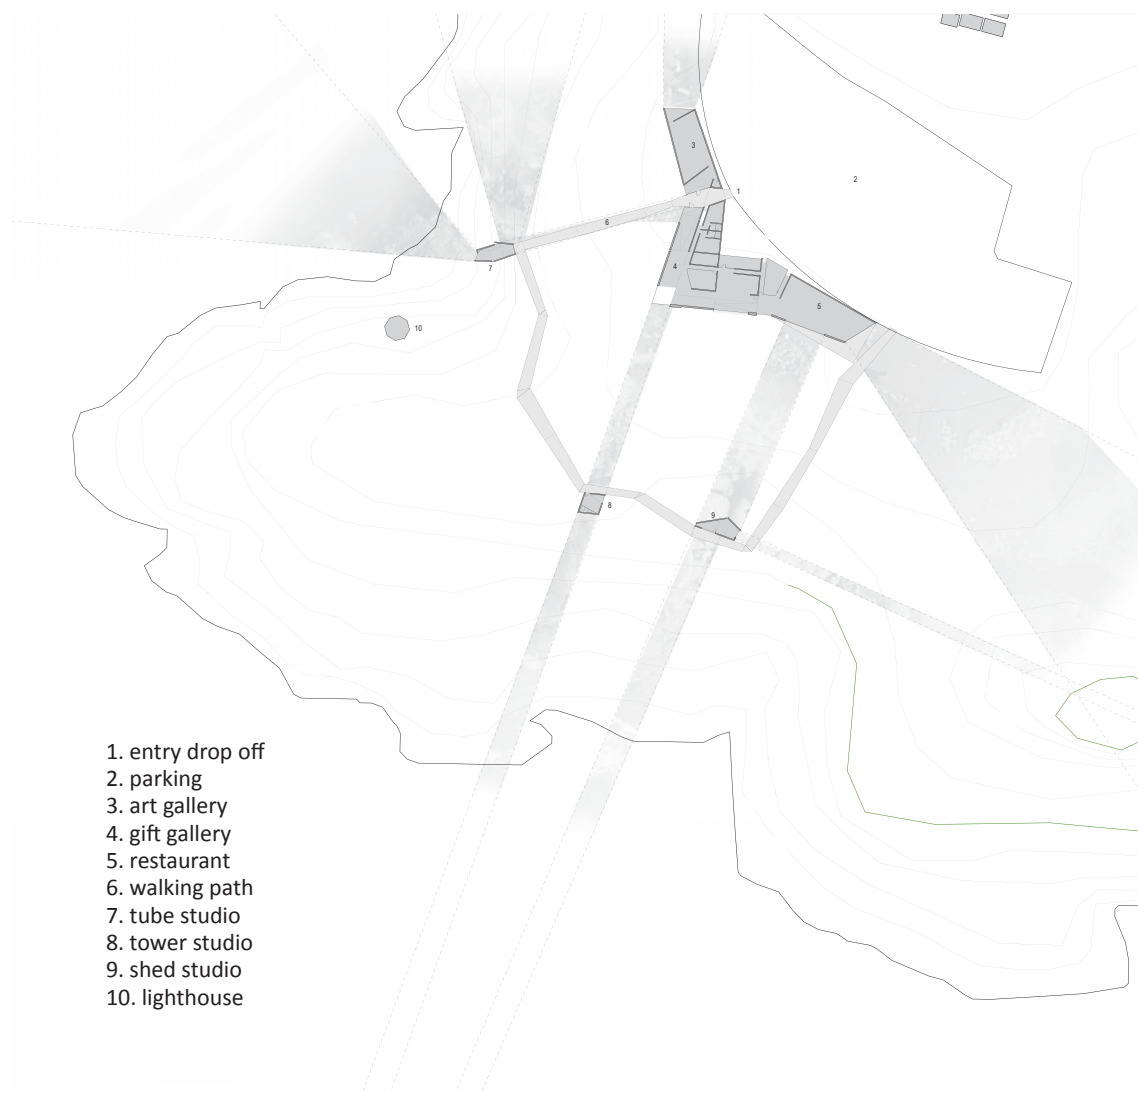 3
1
2
6
7
4
5
10
8
9
1. entry drop off
2. parking
3. art gallery
4. gift gallery
5. restaurant
6. walking path
7. tube studio
8. tower studio
9. shed studio
10. lighthouse